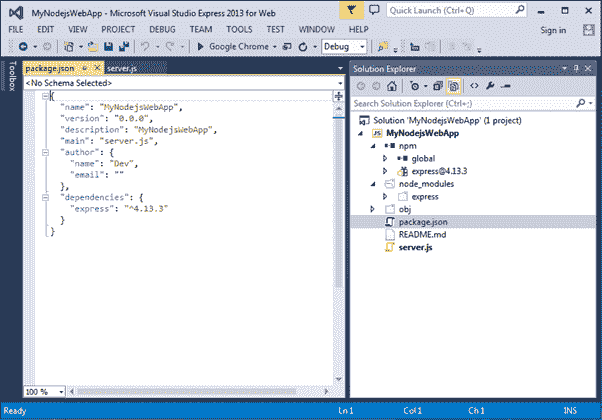 MyNodejsWebApp - Microsoft Visual Studio Express 2013 for Web
Quick Launch (Ctrl+Q)
FILE EDIT VIEW PROJECT DEBUG TEAM TOOLS TEST WINDOW HELP Sign in
Google Chrome Debug
Toolbox
package.json server.js
<No Schema Selected>
{
"name": "MyNodejsWebApp",
"version": "0.0.0",
"description": "MyNodejsWebApp",
"main": "server.js",
"author": {
"name": "Dev",
"email": ""
},
"dependencies": {
"express": "^4.13.3"
}
}
100 %
Solution Explorer
Search Solution Explorer (Ctrl+;)
Solution 'MyNodejsWebApp' (1 project)
MyNodejsWebApp
npm
global
express@4.13.3
node_modules
express
obj
package.json
README.md
server.js
Ready Ln 1 Col 1 Ch 1 INS